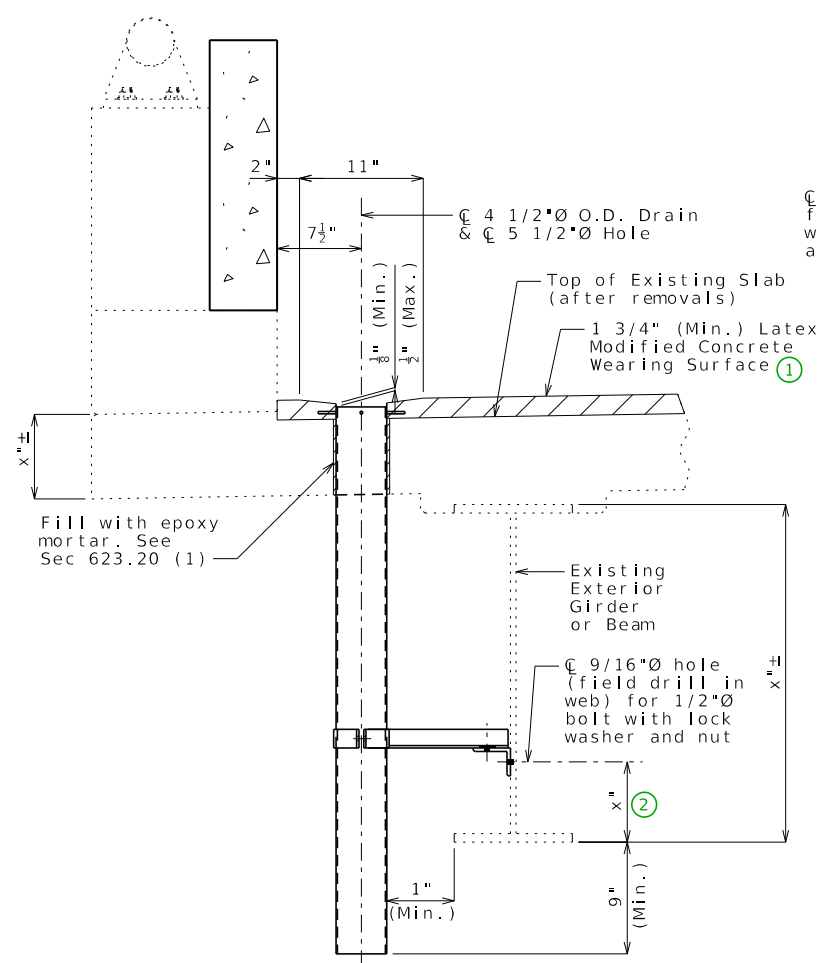 2"
11"
7 1/2"
℄ 4 1/2"Ø O.D. Drain
& ℄ 5 1/2"Ø Hole
℄
f
w
a
1/8" (Min.)
1/2" (Max.)
Top of Existing Slab
(after removals)
1 3/4" (Min.) Latex
Modified Concrete
Wearing Surface 1
x"±
Fill with epoxy
mortar. See
Sec 623.20 (1)
Existing
Exterior
Girder
or Beam
℄ 9/16"Ø hole
(field drill in
web) for 1/2"Ø
bolt with lock
washer and nut
x"±
x" 2
1"
(Min.)
9"
(Min.)